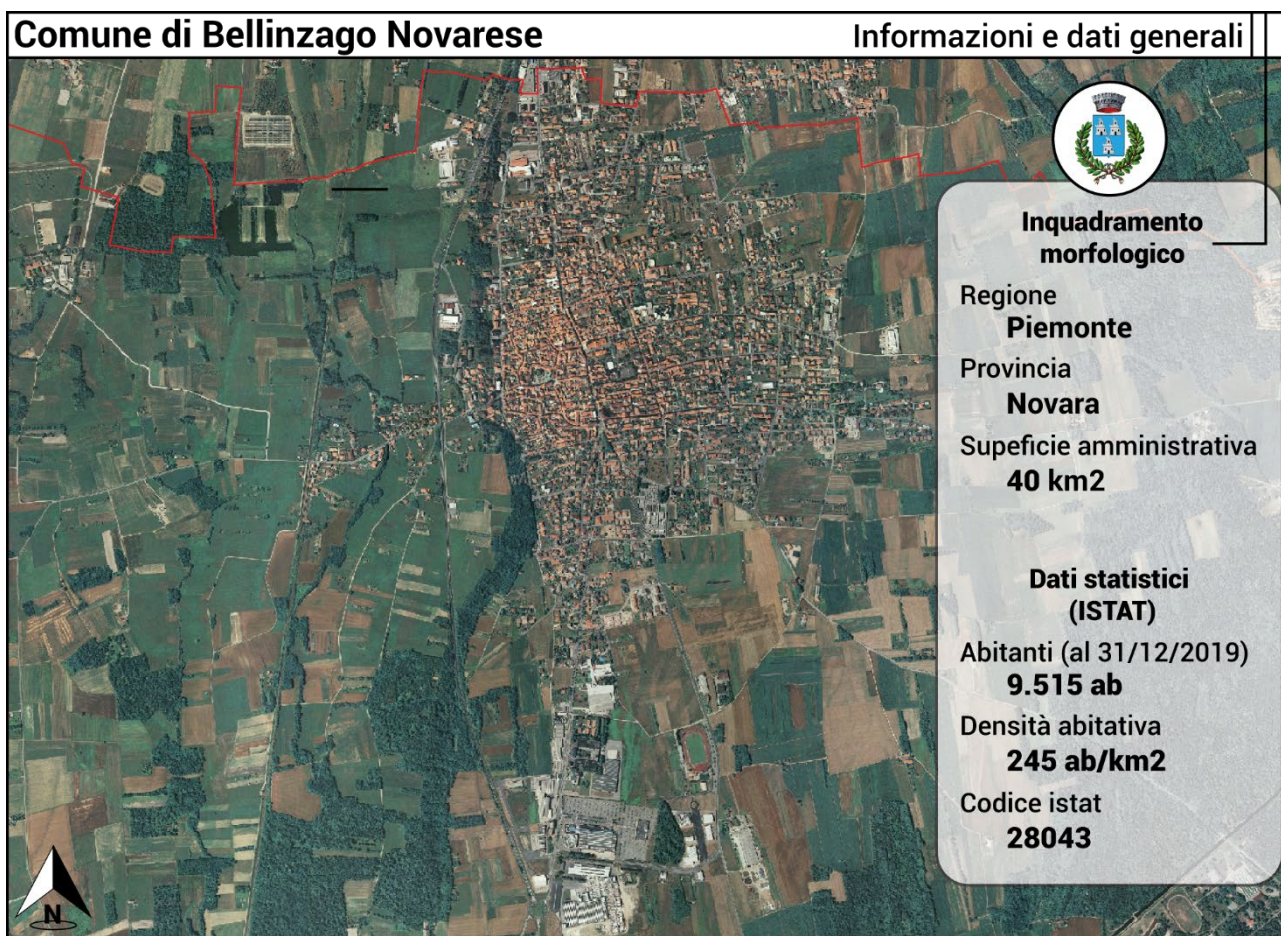 Comune di Bellinzago Novarese
Informazioni e dati generali
Inquadramento
morfologico
Regione
Piemonte
Provincia
Novara
Supeficie amministrativa
40 km2
Dati statistici
(ISTAT)
Abitanti (al 31/12/2019)
9.515 ab
Densità abitativa
245 ab/km2
Codice istat
28043
N